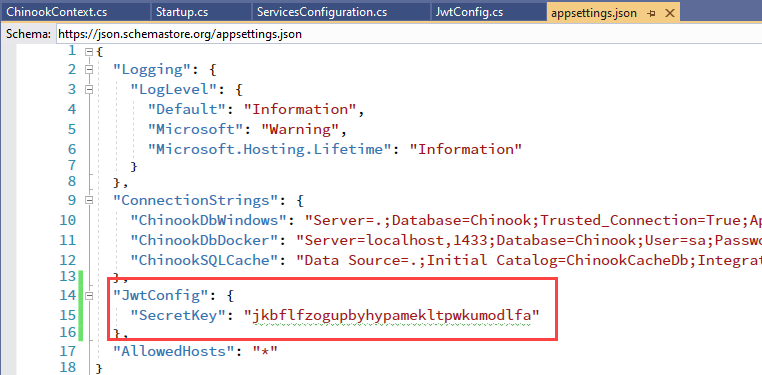 ChinookContext.cs Startup.cs ServicesConfiguration.cs JwtConfig.cs appsettings.json
Schema: https://json.schemastore.org/appsettings.json
1 {
2 "Logging": {
3 "LogLevel": {
4 "Default": "Information",
5 "Microsoft": "Warning",
6 "Microsoft.Hosting.Lifetime": "Information"
7 }
8 },
9 "ConnectionStrings": {
10 "ChinookDbWindows": "Server=.;Database=Chinook;Trusted_Connection=True;Ap
11 "ChinookDbDocker": "Server=localhost,1433;Database=Chinook;User=sa;Passwo
12 "ChinookSQLCache": "Data Source=.;Initial Catalog=ChinookCacheDb;Integrat
13 },
14 "JwtConfig": {
15 "SecretKey": "jkbflfzogupbyhypamekltpwkumodlfa"
16 },
17 "AllowedHosts": "*"
18 }